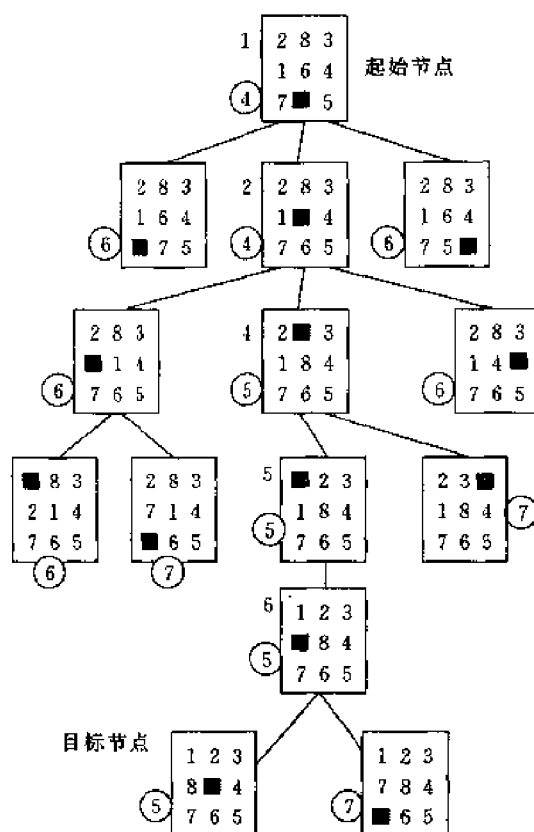 1 2 8 3
1 6 4 起始节点
④ 7 ■ 5
2 8 3 2 2 8 3 2 8 3
1 6 4 1 ■ 4 1 6 4
⑥ ■ 7 5 ④ 7 6 5 ⑥ 7 5 ■
2 8 3 4 2 ■ 3 2 8 3
■ 1 4 1 8 4 1 4 ■
⑥ 7 6 5 ⑤ 7 6 5 ⑥ 7 6 5
■ 8 3 2 8 3 5 ■ 2 3 2 3 ■
2 1 4 7 1 4 1 8 4 1 8 4 ⑦
7 6 5 ■ 6 5 ⑤ 7 6 5 7 6 5
⑥ ⑦
6 1 2 3
⑤ ■ 8 4
7 6 5
目标节点 1 2 3 1 2 3
8 ■ 4 7 8 4
⑤ 7 6 5 ⑦ ■ 6 5